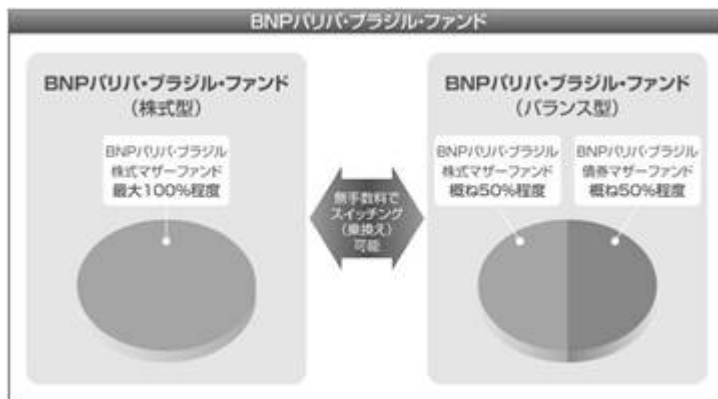 BNPパリバ・ブラジル・ファンド
BNPパリバ・ブラジル・ファンド
(株式型)
BNPパリバ・ブラジル
株式マザーファンド
最大100%程度
無手数料で
スイッチング
(乗換え)
可能
BNPパリバ・ブラジル・ファンド
(バランス型)
BNPパリバ・ブラジル
株式マザーファンド
概ね50%程度
BNPパリバ・ブラジル
債券マザーファンド
概ね50%程度